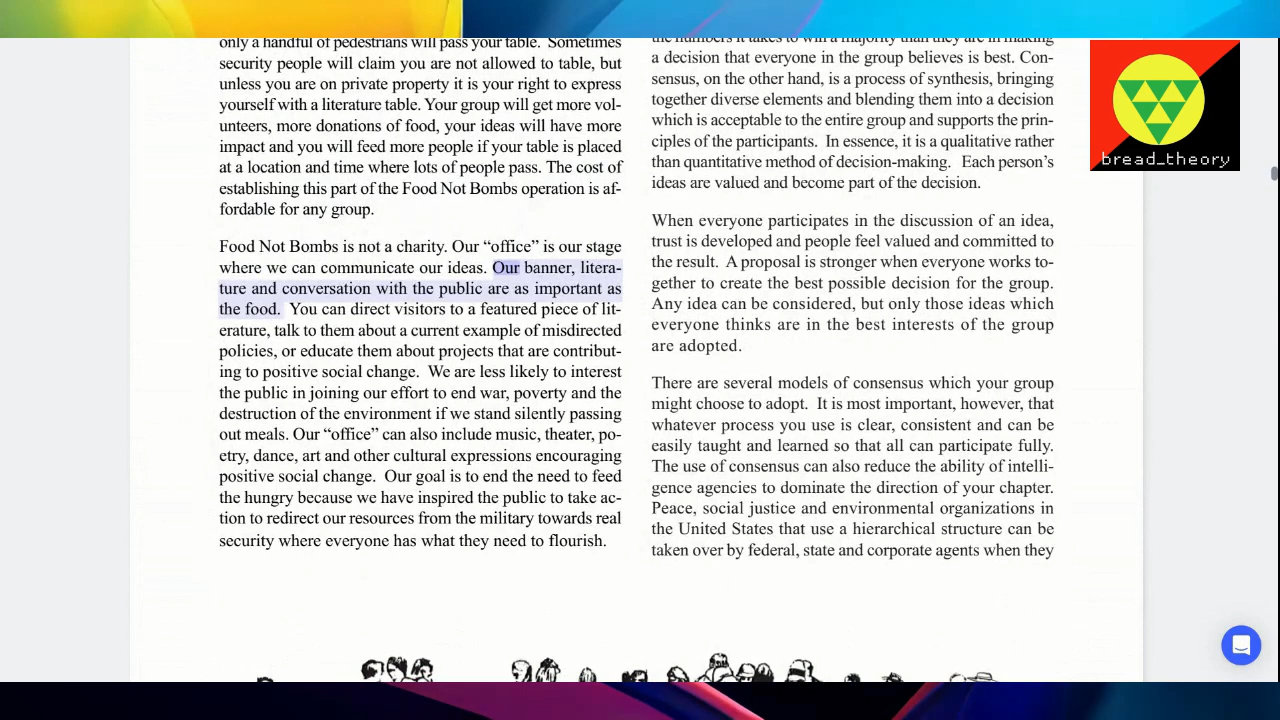 only a handful of pedestrians will pass your table. Sometimes
security people will claim you are not allowed to table, but
unless you are on private property it is your right to express
yourself with a literature table. Your group will get more vol-
unteers, more donations of food, your ideas will have more
impact and you will feed more people if your table is placed
at a location and time where lots of people pass. The cost of
establishing this part of the Food Not Bombs operation is af-
fordable for any group.
Food Not Bombs is not a charity. Our “office” is our stage
where we can communicate our ideas. Our banner, litera-
ture and conversation with the public are as important as
the food. You can direct visitors to a featured piece of lit-
erature, talk to them about a current example of misdirected
policies, or educate them about projects that are contribut-
ing to positive social change. We are less likely to interest
the public in joining our effort to end war, poverty and the
destruction of the environment if we stand silently passing
out meals. Our “office” can also include music, theater, po-
etry, dance, art and other cultural expressions encouraging
positive social change. Our goal is to end the need to feed
the hungry because we have inspired the public to take ac-
tion to redirect our resources from the military towards real
security where everyone has what they need to flourish.
the numbers it takes to win a majority than they are in making
a decision that everyone in the group believes is best. Con-
sensus, on the other hand, is a process of synthesis, bringing
together diverse elements and blending them into a decision
which is acceptable to the entire group and supports the prin-
ciples of the participants. In essence, it is a qualitative rather
than quantitative method of decision-making. Each person’s
ideas are valued and become part of the decision.
When everyone participates in the discussion of an idea,
trust is developed and people feel valued and committed to
the result. A proposal is stronger when everyone works to-
gether to create the best possible decision for the group.
Any idea can be considered, but only those ideas which
everyone thinks are in the best interests of the group
are adopted.
There are several models of consensus which your group
might choose to adopt. It is most important, however, that
whatever process you use is clear, consistent and can be
easily taught and learned so that all can participate fully.
The use of consensus can also reduce the ability of intelli-
gence agencies to dominate the direction of your chapter.
Peace, social justice and environmental organizations in
the United States that use a hierarchical structure can be
taken over by federal, state and corporate agents when they
bread_theory